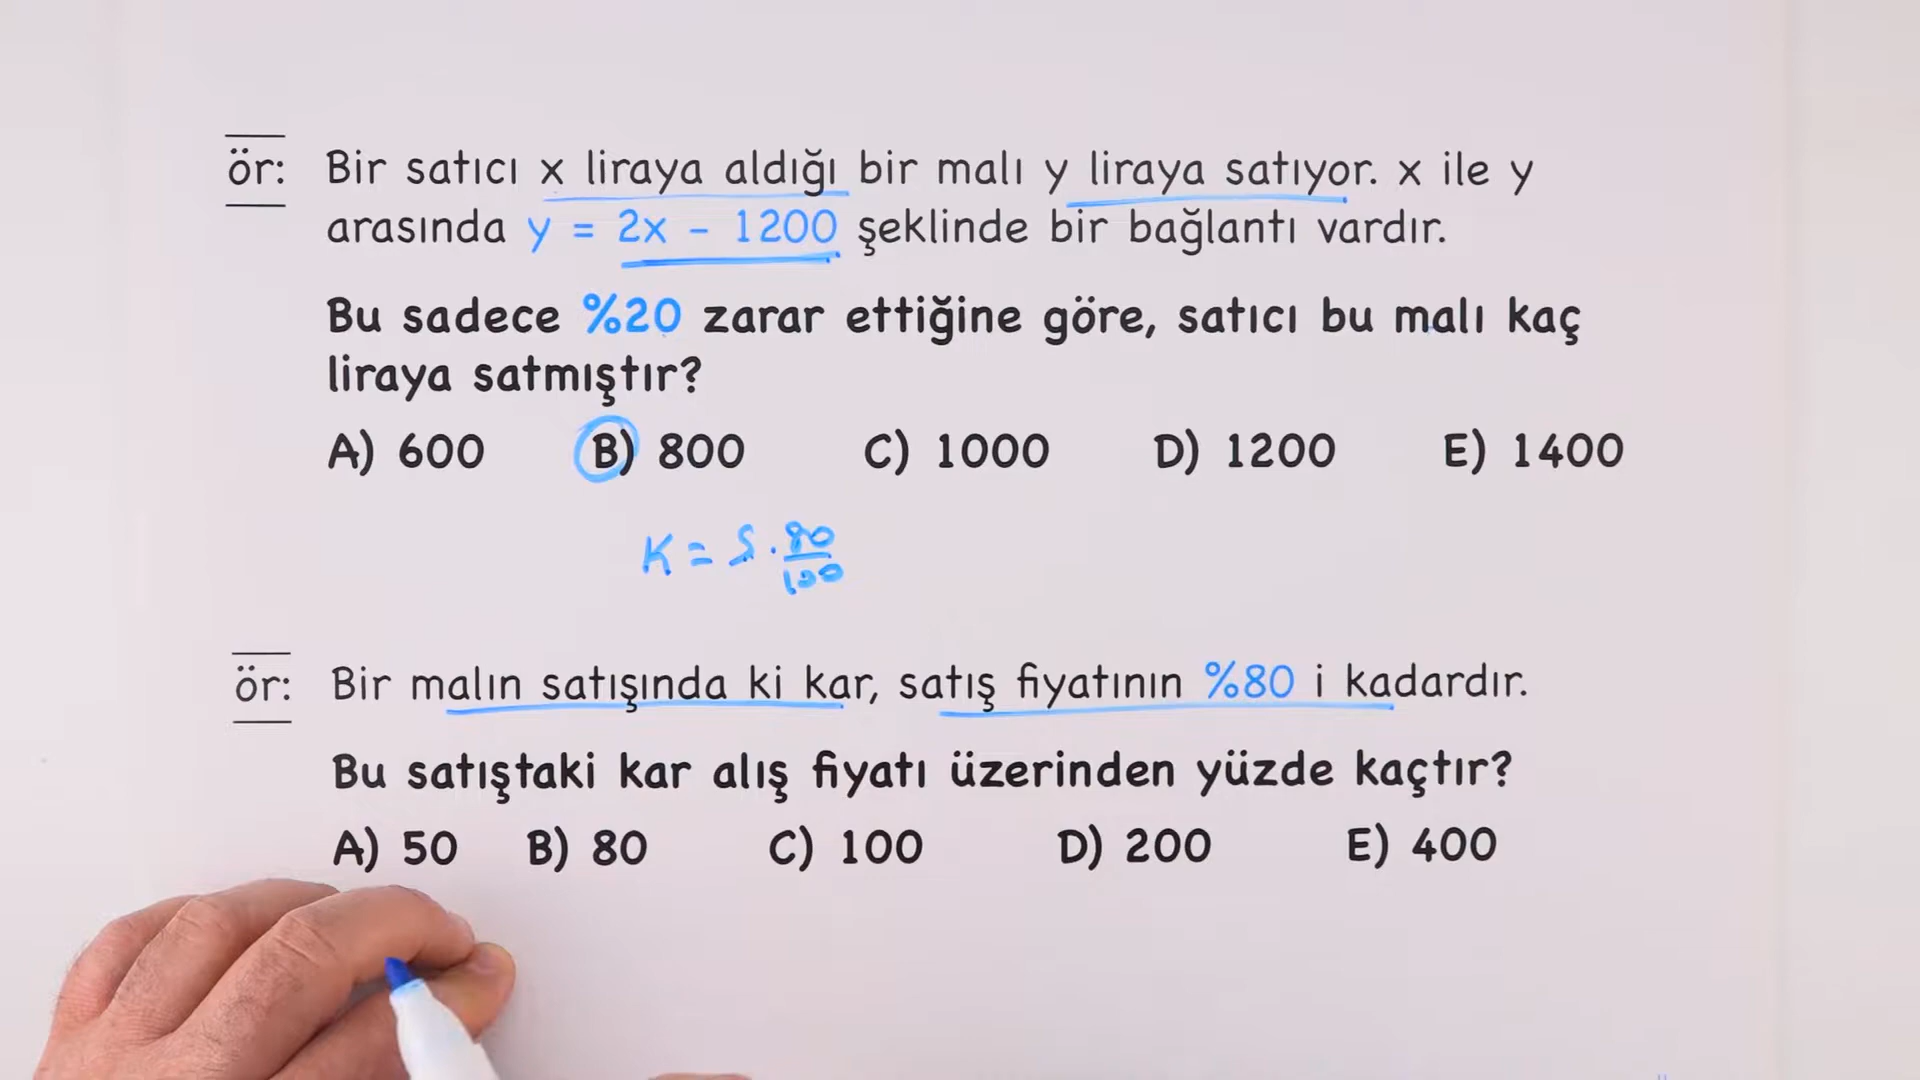 ör: Bir satıcı x liraya aldığı bir malı y liraya satıyor. x ile y
arasında y = 2x - 1200 şeklinde bir bağlantı vardır.
Bu sadece %20 zarar ettiğine göre, satıcı bu malı kaç
liraya satmıştır?
A) 600 B) 800 C) 1000 D) 1200 E) 1400
K = S · 80/100
ör: Bir malın satışında ki kar, satış fiyatının %80 i kadardır.
Bu satıştaki kar alış fiyatı üzerinden yüzde kaçtır?
A) 50 B) 80 C) 100 D) 200 E) 400